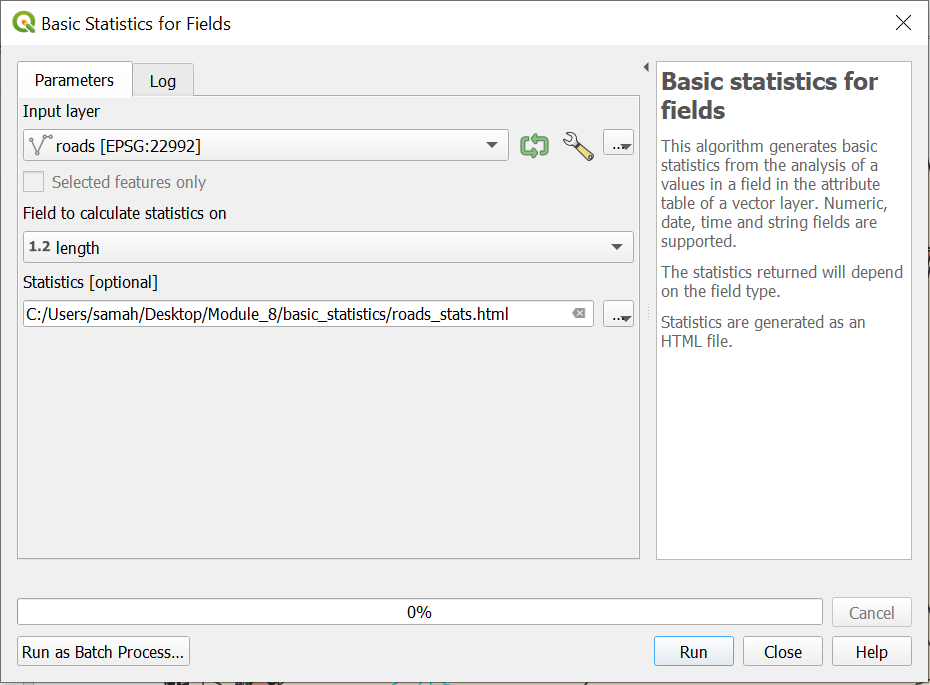 Basic Statistics for Fields
Parameters
Log
Input layer
roads [EPSG:22992]
...
Selected features only
Field to calculate statistics on
1.2 length
Statistics [optional]
C:/Users/samah/Desktop/Module_8/basic_statistics/roads_stats.html
...
Basic statistics for
fields
This algorithm generates basic
statistics from the analysis of a
values in a field in the attribute
table of a vector layer. Numeric,
date, time and string fields are
supported.
The statistics returned will depend
on the field type.
Statistics are generated as an
HTML file.
0%
Cancel
Run as Batch Process...
Run
Close
Help